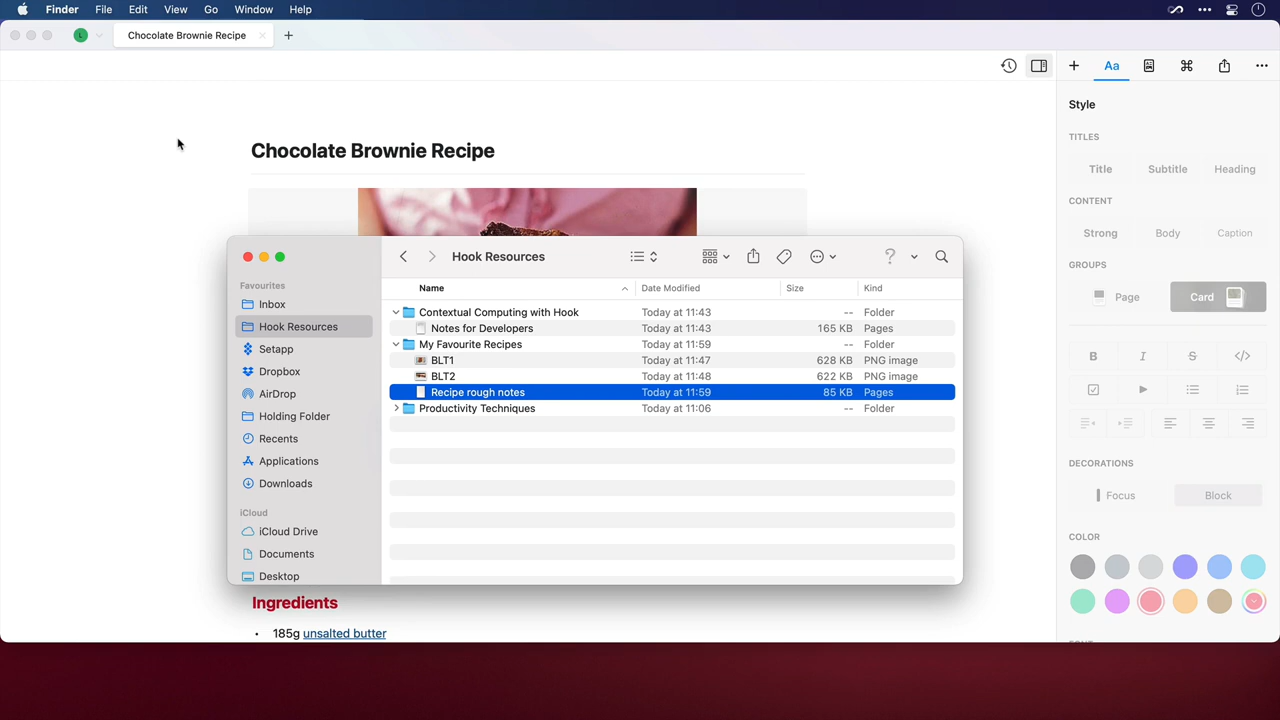 Finder File Edit View Go Window Help
L Chocolate Brownie Recipe
Aa
Style
TITLES
Title Subtitle Heading
CONTENT
Strong Body Caption
GROUPS
Page Card
B I S </>
DECORATIONS
Focus Block
COLOR
Chocolate Brownie Recipe
Hook Resources
Favourites
Inbox
Hook Resources
Setapp
Dropbox
AirDrop
Holding Folder
Recents
Applications
Downloads
iCloud
iCloud Drive
Documents
Desktop
Name Date Modified Size Kind
Contextual Computing with Hook Today at 11:43 -- Folder
Notes for Developers Today at 11:43 165 KB Pages
My Favourite Recipes Today at 11:59 -- Folder
BLT1 Today at 11:47 628 KB PNG image
BLT2 Today at 11:48 622 KB PNG image
Recipe rough notes Today at 11:59 85 KB Pages
Productivity Techniques Today at 11:06 -- Folder
Ingredients
• 185g unsalted butter